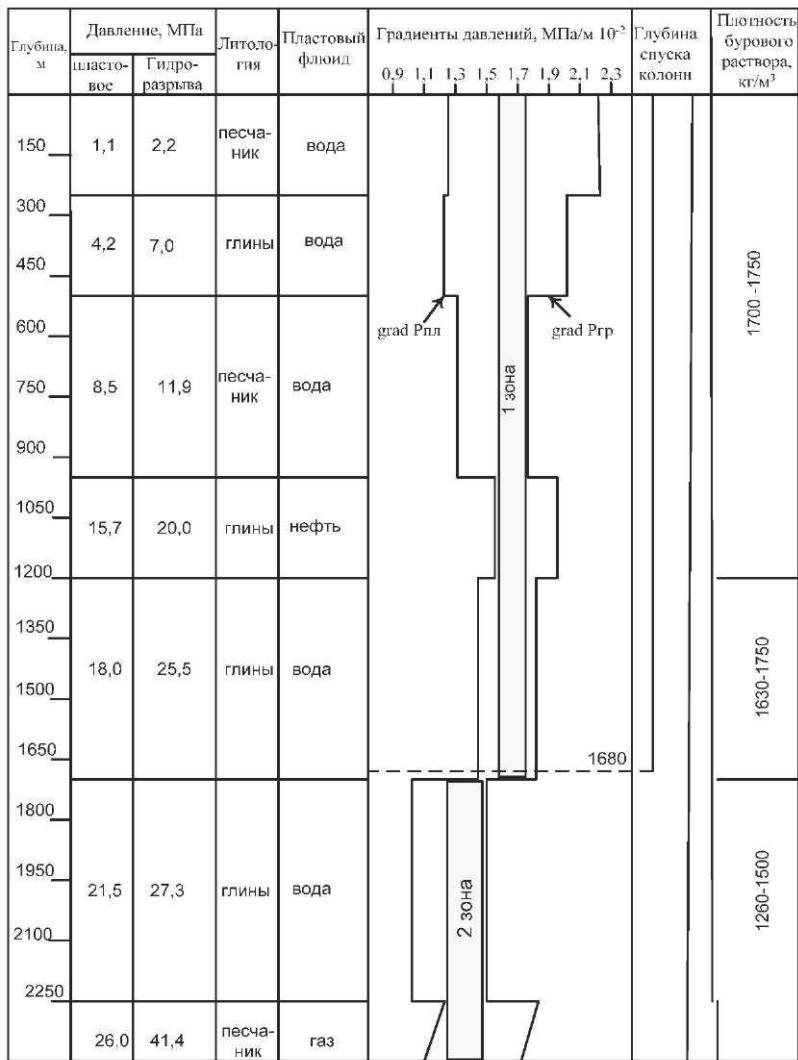 Глубина, м
Давление, МПа
пласто-
вое
Гидро-
разрыва
Литоло-
гия
Пластовый
флюид
Градиенты давлений, МПа/м 10⁻²
0,9 1,1 1,3 1,5 1,7 1,9 2,1 2,3
Глубина
спуска
колонн
Плотность
бурового
раствора,
кг/м³
150
1,1
2,2
песча-
ник
вода
300
4,2
7,0
глины
вода
450
grad Pпл
grad Pгр
600
8,5
11,9
песча-
ник
вода
750
900
1 зона
1700 -1750
1050
15,7
20,0
глины
нефть
1200
1350
18,0
25,5
глины
вода
1500
1630-1750
1650
1680
1800
1950
21,5
27,3
глины
вода
2 зона
1260-1500
2100
2250
26,0
41,4
песча-
ник
газ